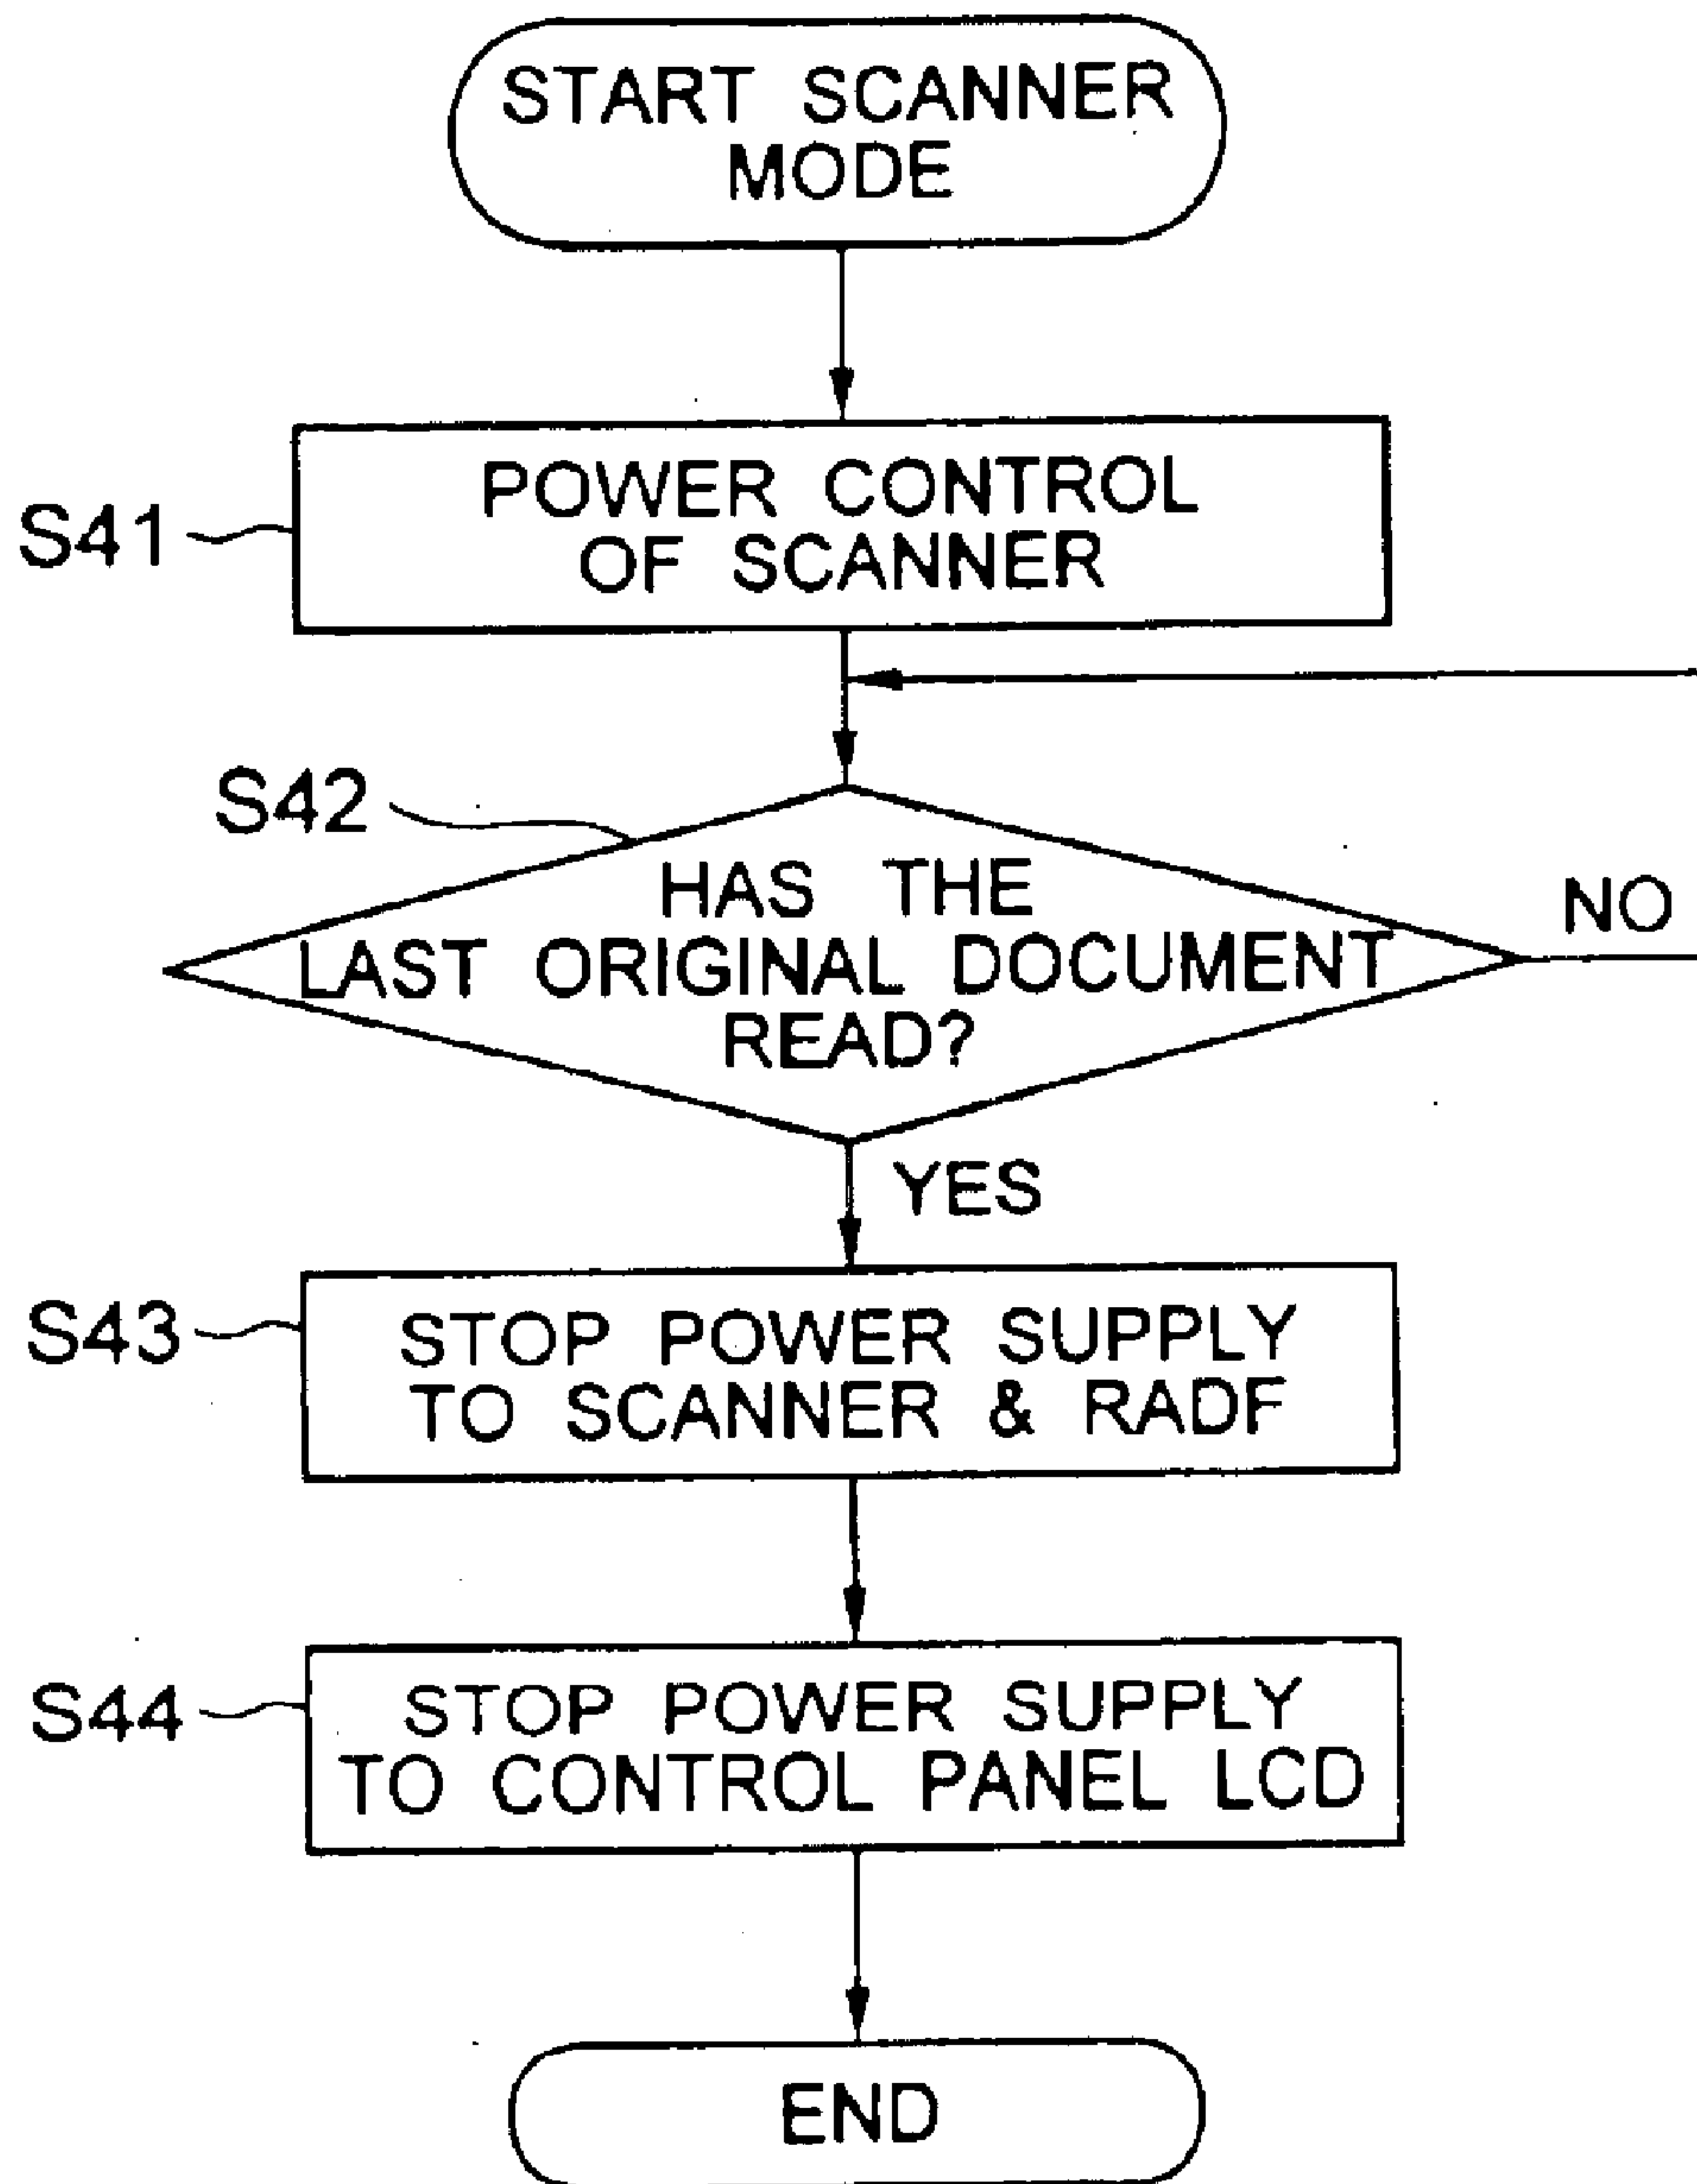 START SCANNER
MODE
S41
POWER CONTROL
OF SCANNER
S42
HAS THE
LAST ORIGINAL DOCUMENT
READ?
NO
YES
S43
STOP POWER SUPPLY
TO SCANNER & RADF
S44
STOP POWER SUPPLY
TO CONTROL PANEL LCD
END